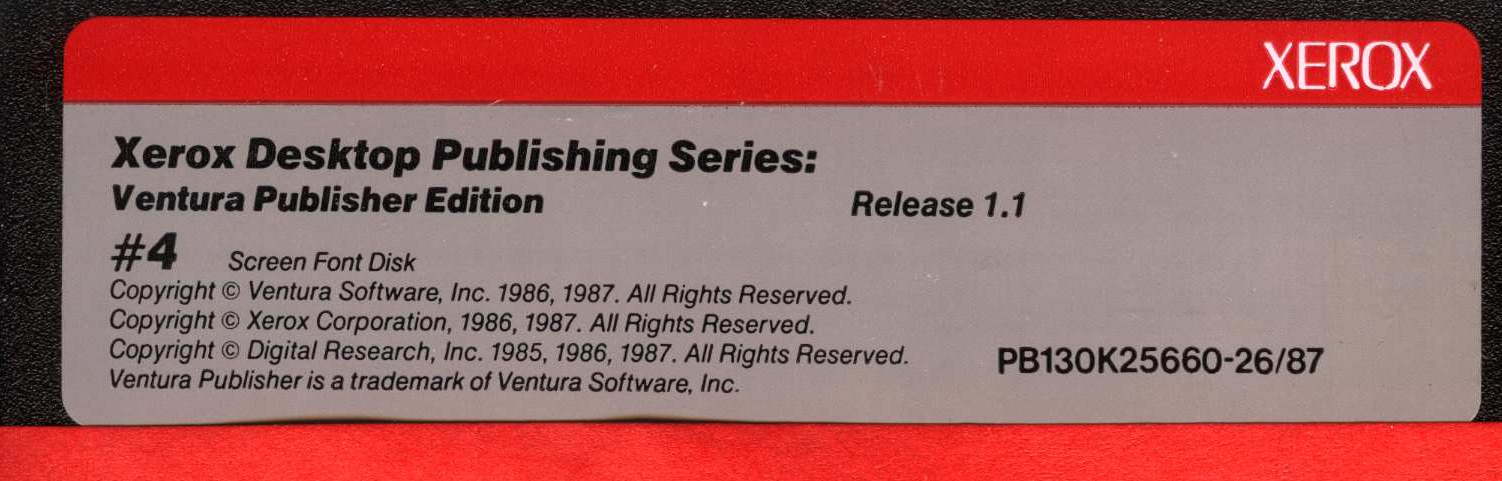 XEROX
Xerox Desktop Publishing Series:
Ventura Publisher Edition Release 1.1
#4 Screen Font Disk
Copyright © Ventura Software, Inc. 1986, 1987. All Rights Reserved.
Copyright © Xerox Corporation, 1986, 1987. All Rights Reserved.
Copyright © Digital Research, Inc. 1985, 1986, 1987. All Rights Reserved. PB130K25660-26/87
Ventura Publisher is a trademark of Ventura Software, Inc.